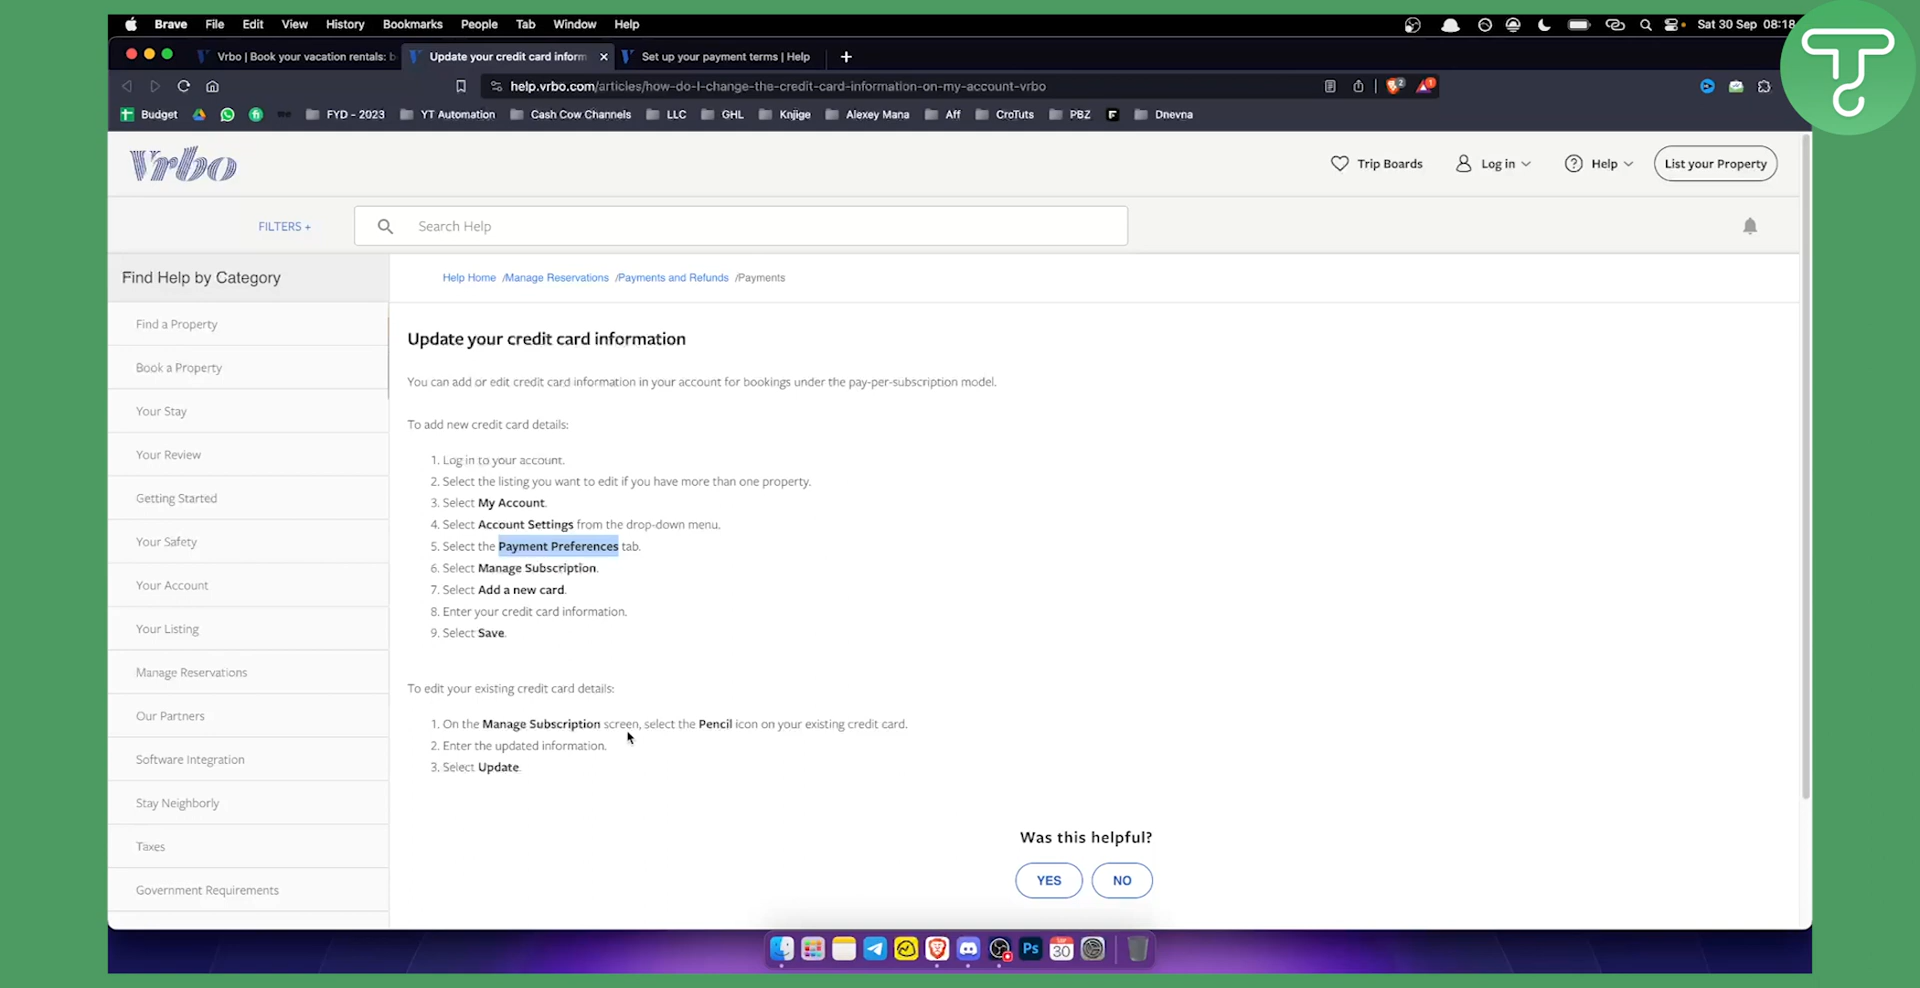 Brave File Edit View History Bookmarks People Tab Window Help Sat 30 Sep 08:18
Vrbo | Book your vacation rentals: b Update your credit card inform Set up your payment terms | Help
help.vrbo.com/articles/how-do-I-change-the-credit-card-information-on-my-account-vrbo
Budget FYD - 2023 YT Automation Cash Cow Channels LLC GHL Knjige Alexey Mana Aff CroTuts PBZ Dnevna
Vrbo Trip Boards Log in Help List your Property
FILTERS + Search Help
Find Help by Category
Find a Property
Book a Property
Your Stay
Your Review
Getting Started
Your Safety
Your Account
Your Listing
Manage Reservations
Our Partners
Software Integration
Stay Neighborly
Taxes
Government Requirements
Help Home /Manage Reservations /Payments and Refunds /Payments
Update your credit card information
You can add or edit credit card information in your account for bookings under the pay-per-subscription model.
To add new credit card details:
1. Log in to your account.
2. Select the listing you want to edit if you have more than one property.
3. Select My Account.
4. Select Account Settings from the drop-down menu.
5. Select the Payment Preferences tab.
6. Select Manage Subscription.
7. Select Add a new card.
8. Enter your credit card information.
9. Select Save.
To edit your existing credit card details:
1. On the Manage Subscription screen, select the Pencil icon on your existing credit card.
2. Enter the updated information.
3. Select Update.
Was this helpful?
YES NO
Ps 30